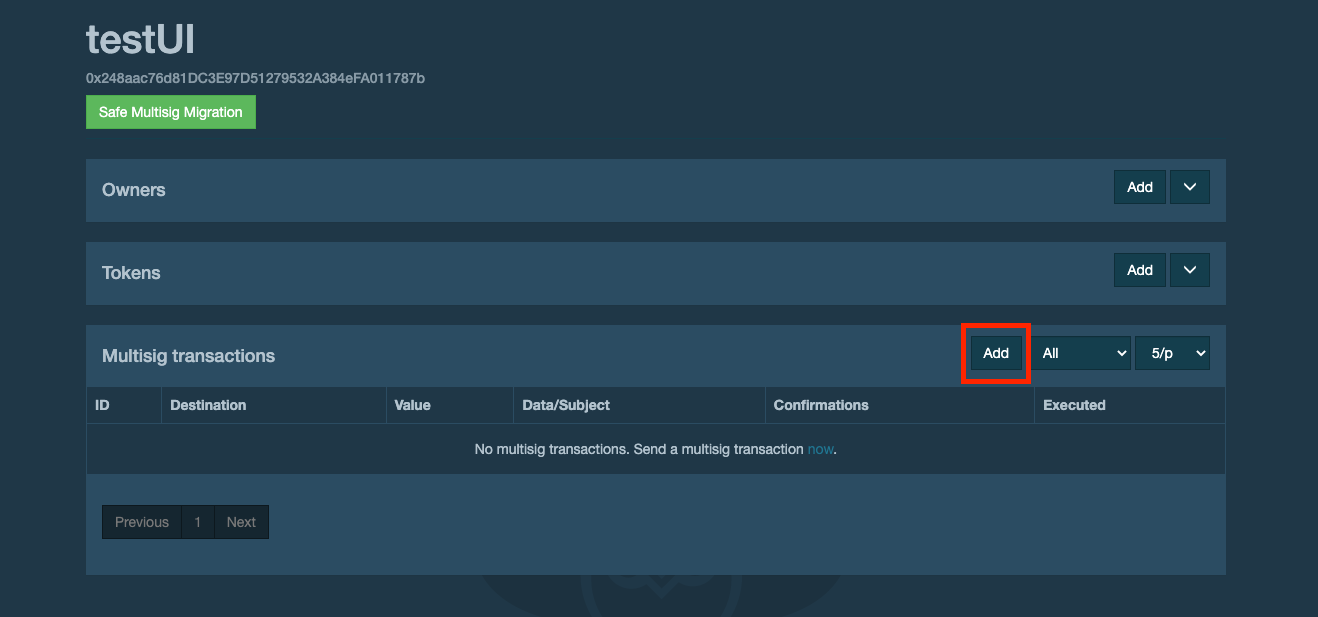 testUI
0x248aac76d81DC3E97D51279532A384eFA011787b
Safe Multisig Migration
Owners
Add
Tokens
Add
Multisig transactions
Add All 5/p
ID Destination Value Data/Subject Confirmations Executed
No multisig transactions. Send a multisig transaction now.
Previous 1 Next